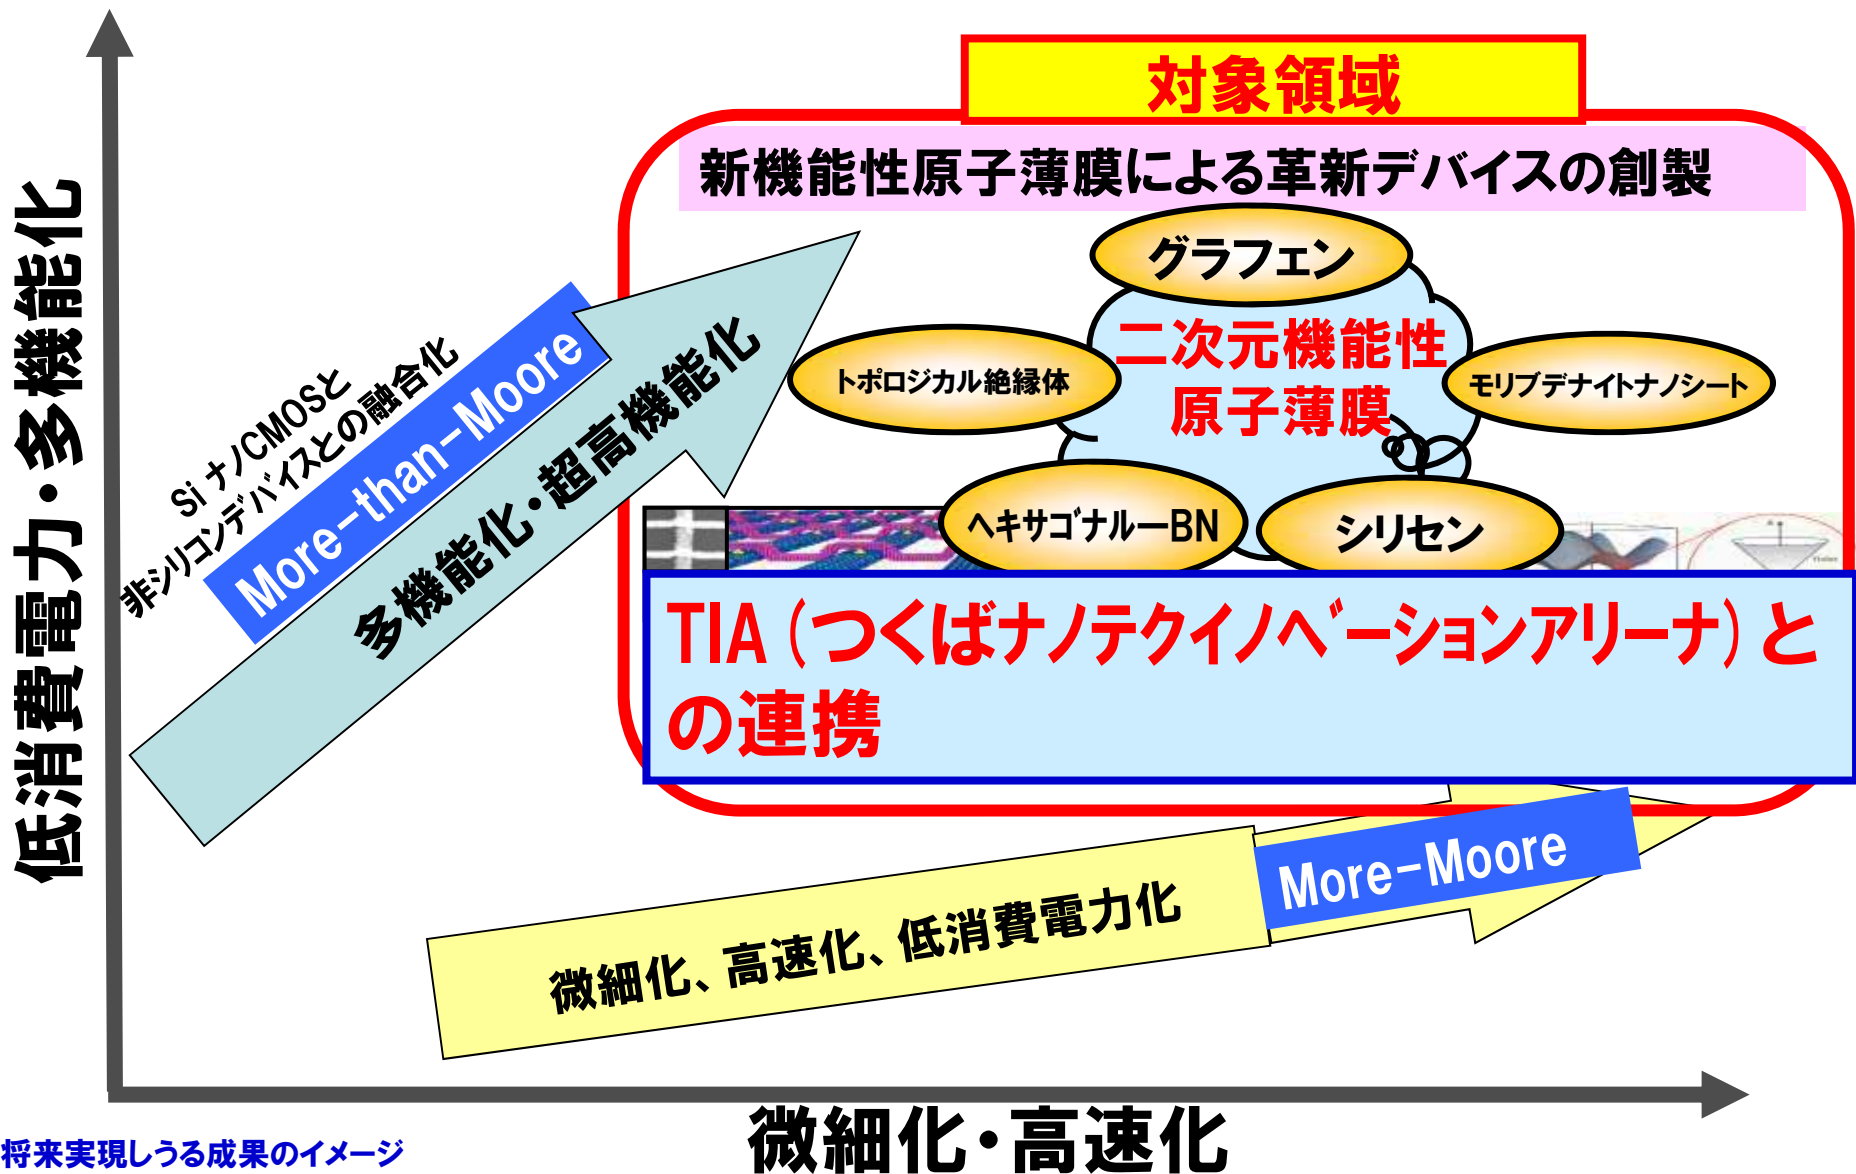 対象領域
新機能性原子薄膜による革新デバイスの創製
グラフェン
二次元機能性
原子薄膜
トポロジカル絶縁体
モリブデナイトナノシート
ヘキサゴナルーBN
シリセン
TIA(つくばナノテクイノベーションアリーナ)と
の連携
Si ナノCMOSと
非シリコンデバイスとの融合化
More-than-Moore
多機能化・超高機能化
More-Moore
微細化、高速化、低消費電力化
低消費電力・多機能化
微細化・高速化
将来実現しうる成果のイメージ